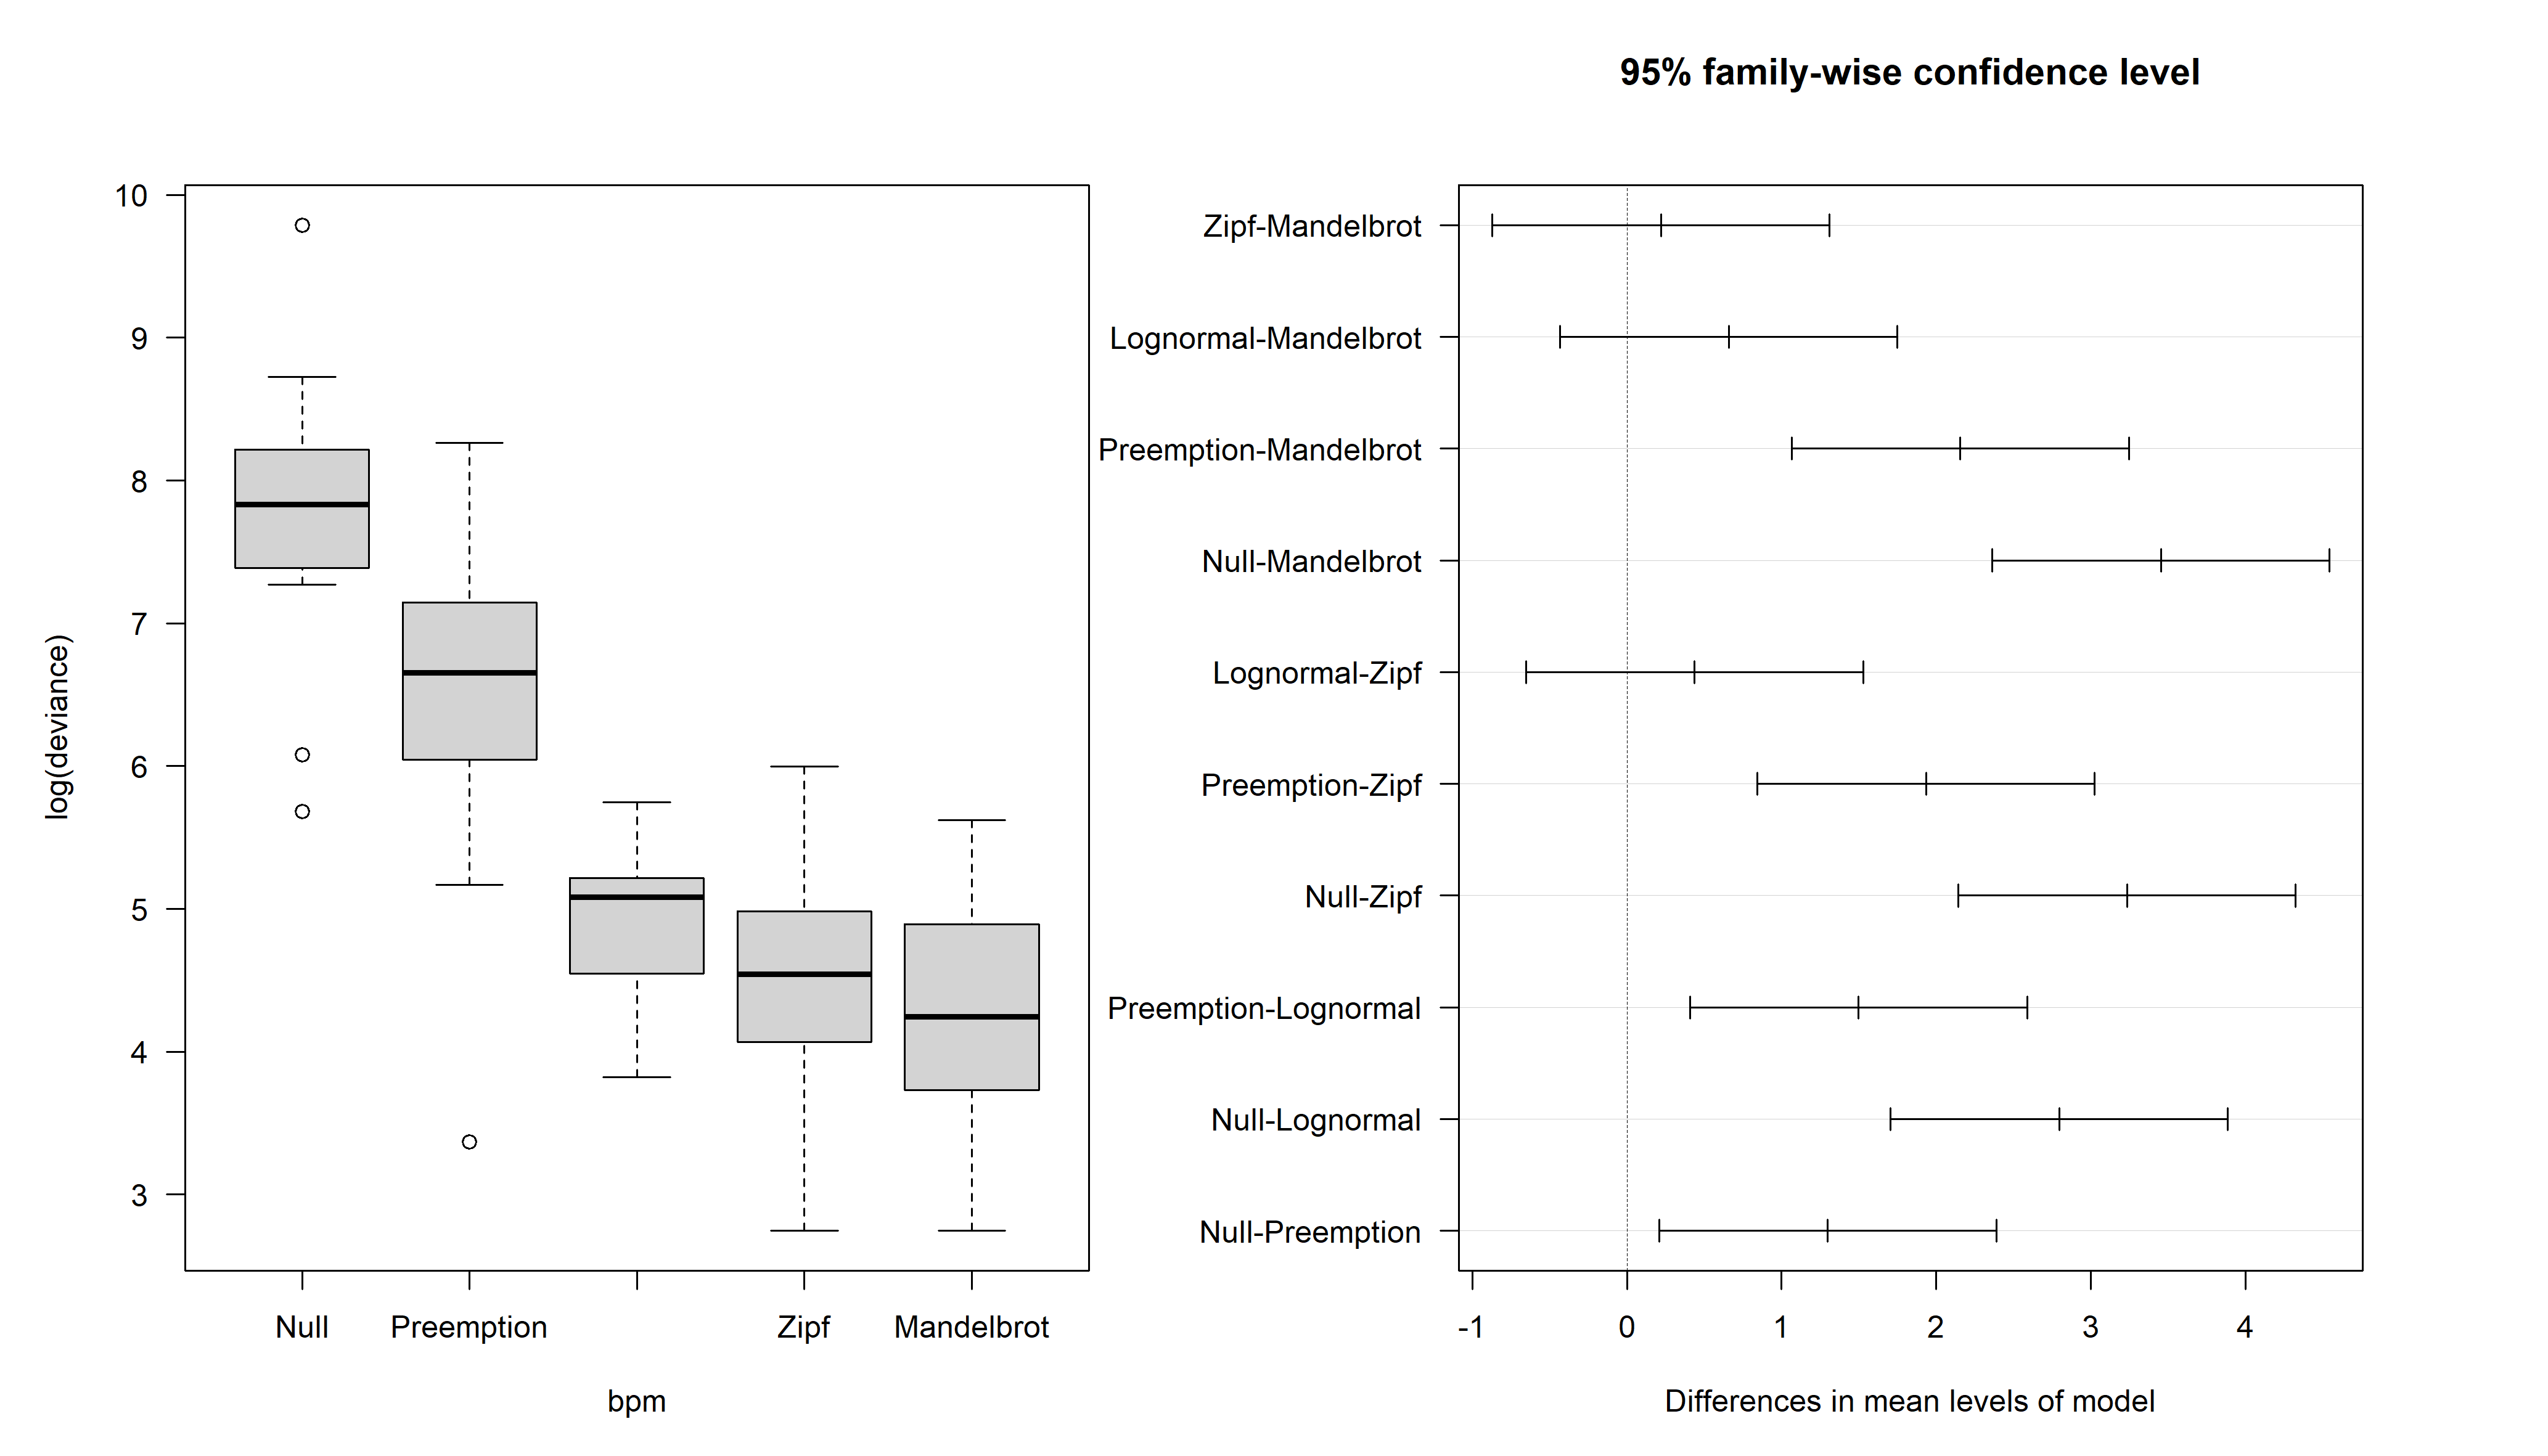 95% family-wise confidence level
10
9
8
7
6
5
4
3
log(deviance)
Null
Preemption
Zipf
Mandelbrot
bpm
Zipf-Mandelbrot
Lognormal-Mandelbrot
Preemption-Mandelbrot
Null-Mandelbrot
Lognormal-Zipf
Preemption-Zipf
Null-Zipf
Preemption-Lognormal
Null-Lognormal
Null-Preemption
-1 0 1 2 3 4
Differences in mean levels of model